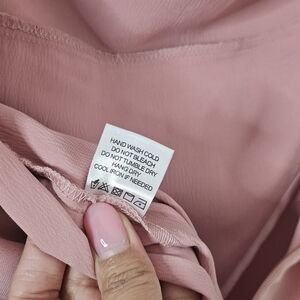 HAND WASH COLD
DO NOT BLEACH
DO NOT TUMBLE DRY
HANG DRY
COOL IRON IF NEEDED